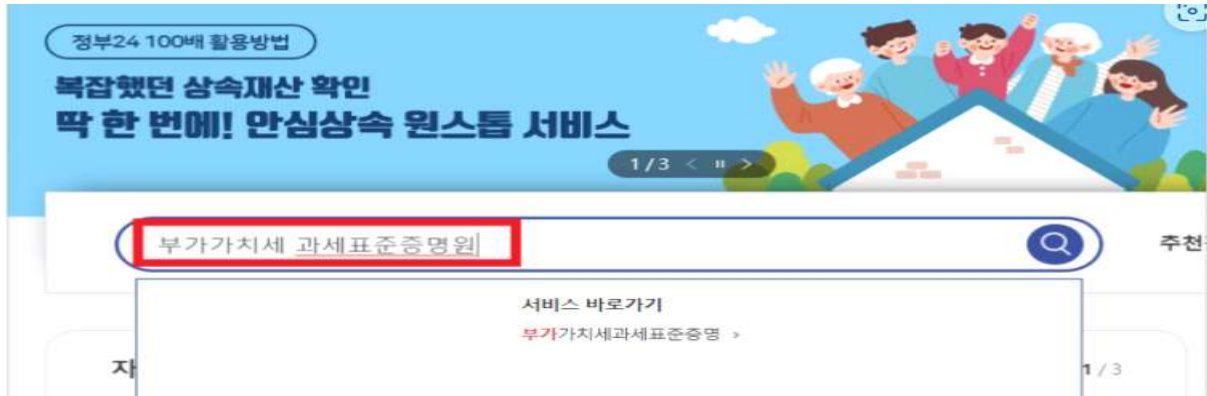 정부24 100배 활용방법
복잡했던 상속재산 확인
딱 한 번에! 안심상속 원스톱 서비스
1/3 < II >
부가가치세 과세표준증명원
추천
서비스 바로가기
부가가치세과세표준증명 >
자
1 / 3